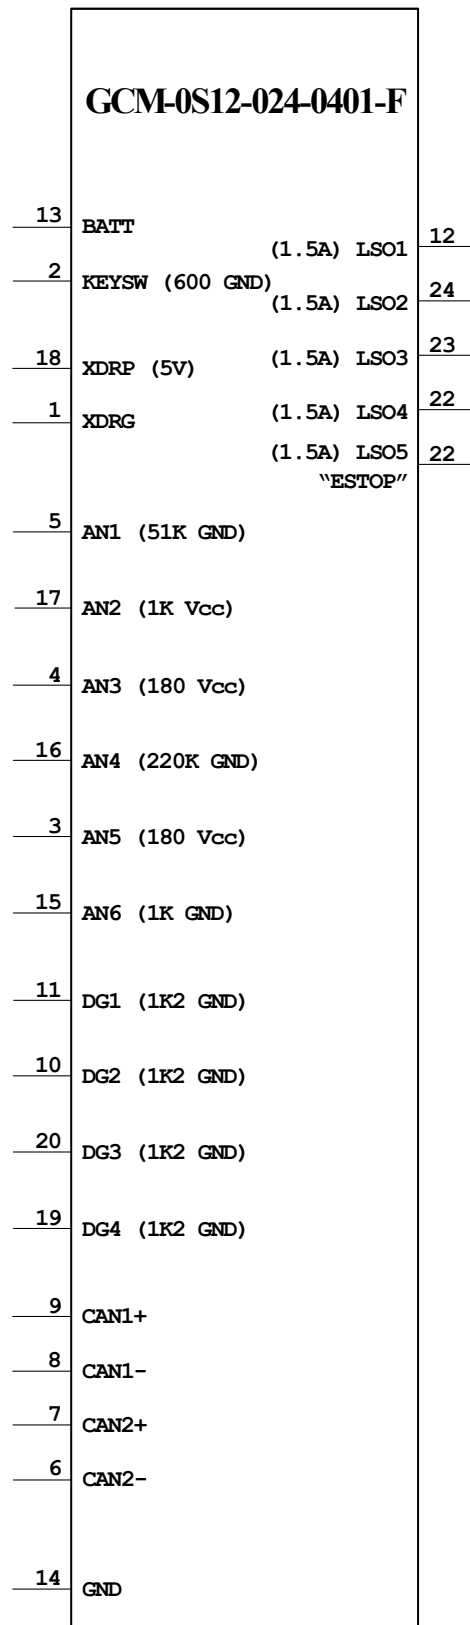 GCM-0S12-024-0401-F
13 BATT
(1.5A) LSO1 12
2 KEYSW (600 GND)
(1.5A) LSO2 24
18 XDRP (5V)
(1.5A) LSO3 23
1 XDRG
(1.5A) LSO4 22
(1.5A) LSO5 22
“ESTOP”
5 AN1 (51K GND)
17 AN2 (1K Vcc)
4 AN3 (180 Vcc)
16 AN4 (220K GND)
3 AN5 (180 Vcc)
15 AN6 (1K GND)
11 DG1 (1K2 GND)
10 DG2 (1K2 GND)
20 DG3 (1K2 GND)
19 DG4 (1K2 GND)
9 CAN1+
8 CAN1-
7 CAN2+
6 CAN2-
14 GND